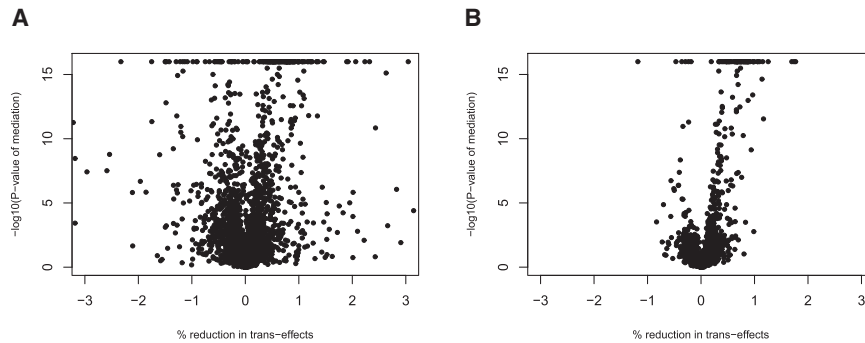 A
B
15
10
5
0
−log10(P−value of mediation)
−3 −2 −1 0 1 2 3
% reduction in trans−effects
15
10
5
0
−log10(P−value of mediation)
−3 −2 −1 0 1 2 3
% reduction in trans−effects